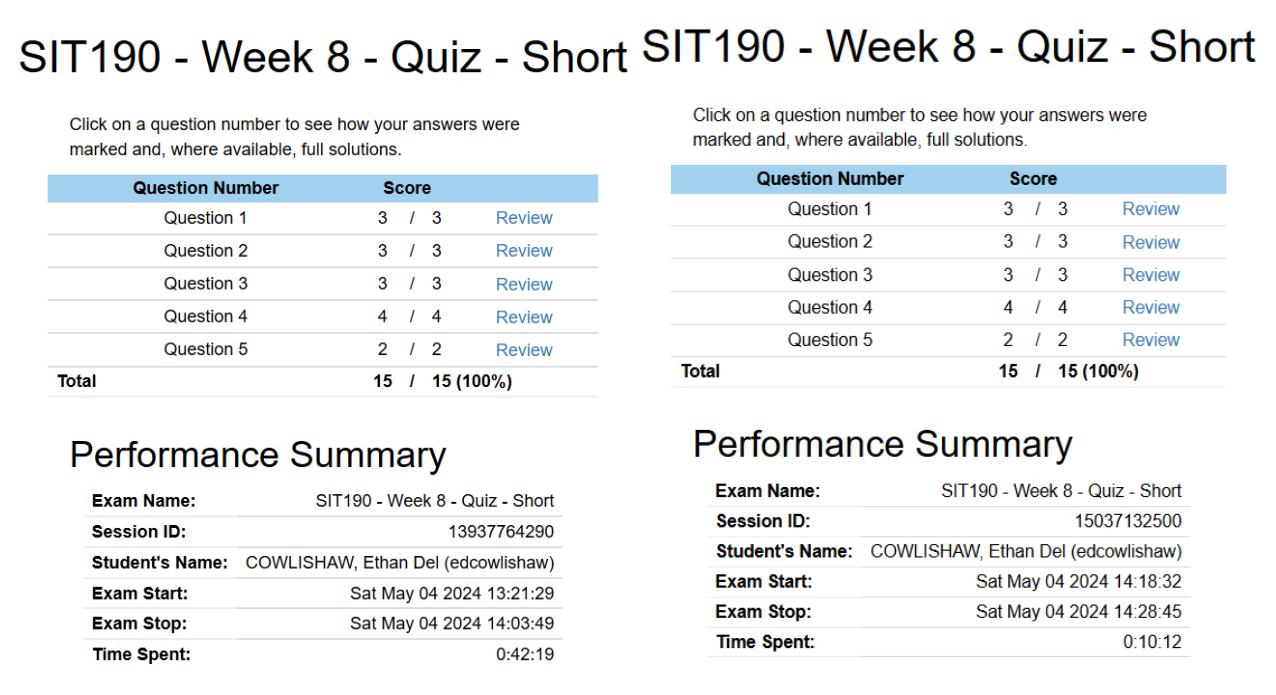 SIT190 - Week 8 - Quiz - Short
Click on a question number to see how your answers were
marked and, where available, full solutions.
Question Number Score
Question 1 3 / 3 Review
Question 2 3 / 3 Review
Question 3 3 / 3 Review
Question 4 4 / 4 Review
Question 5 2 / 2 Review
Total 15 / 15 (100%)
Performance Summary
Exam Name: SIT190 - Week 8 - Quiz - Short
Session ID: 13937764290
Student's Name: COWLISHAW, Ethan Del (edcowlishaw)
Exam Start: Sat May 04 2024 13:21:29
Exam Stop: Sat May 04 2024 14:03:49
Time Spent: 0:42:19
SIT190 - Week 8 - Quiz - Short
Click on a question number to see how your answers were
marked and, where available, full solutions.
Question Number Score
Question 1 3 / 3 Review
Question 2 3 / 3 Review
Question 3 3 / 3 Review
Question 4 4 / 4 Review
Question 5 2 / 2 Review
Total 15 / 15 (100%)
Performance Summary
Exam Name: SIT190 - Week 8 - Quiz - Short
Session ID: 15037132500
Student's Name: COWLISHAW, Ethan Del (edcowlishaw)
Exam Start: Sat May 04 2024 14:18:32
Exam Stop: Sat May 04 2024 14:28:45
Time Spent: 0:10:12